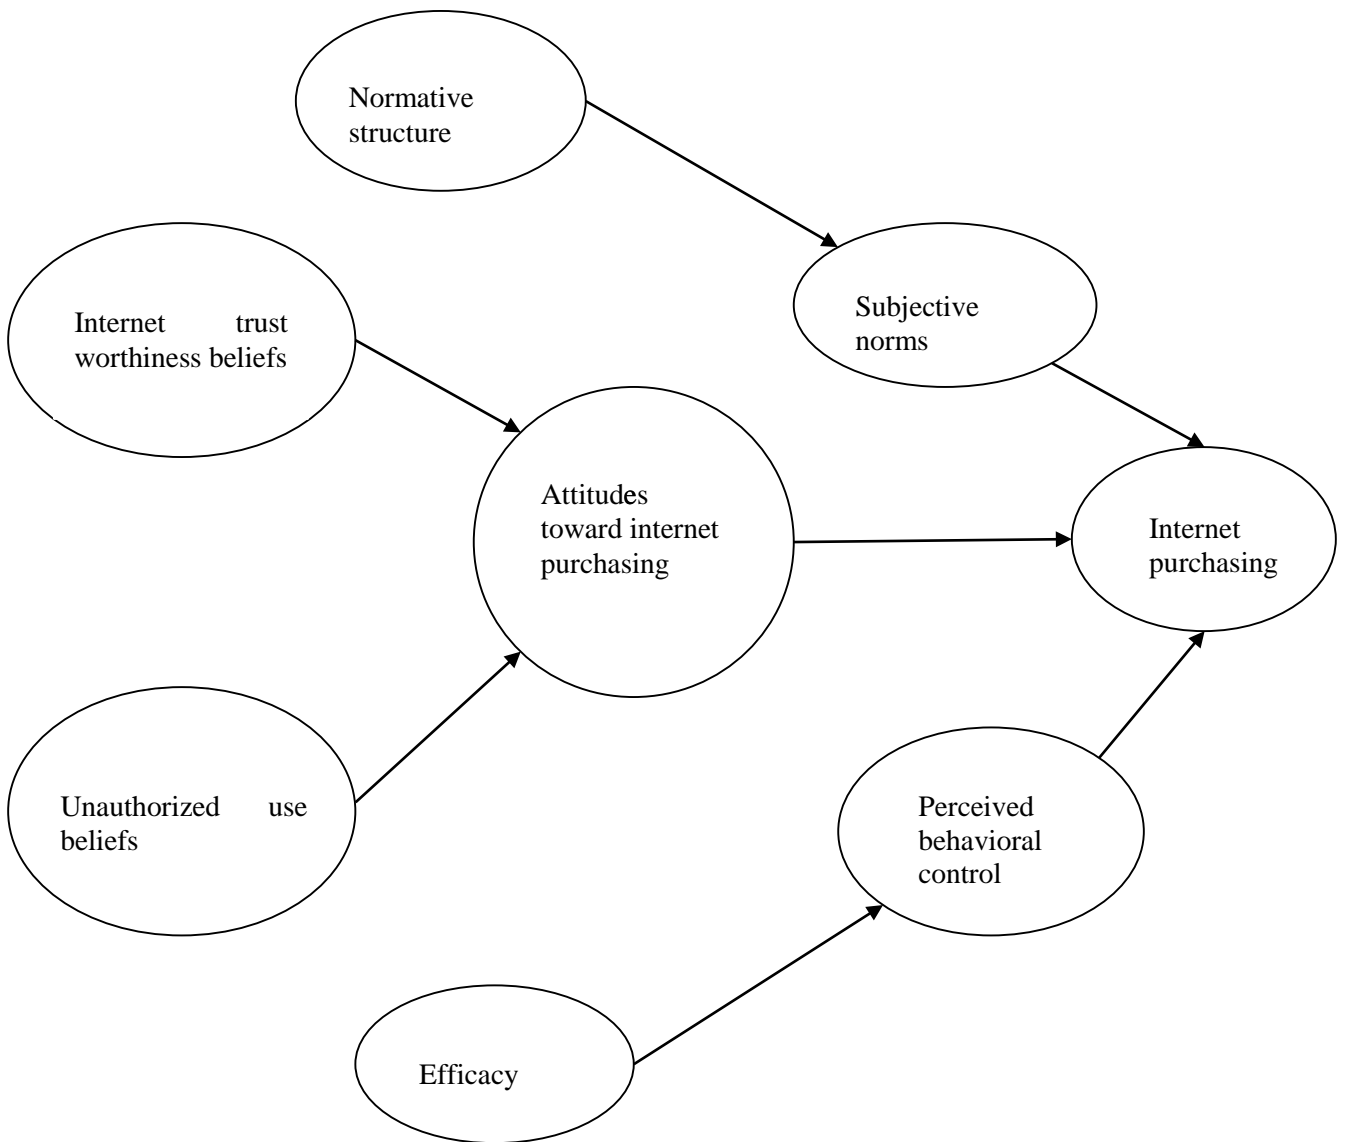 Normative
structure
Internet trust
worthiness beliefs
Subjective
norms
Attitudes
toward internet
purchasing
Internet
purchasing
Unauthorized use
beliefs
Perceived
behavioral
control
Efficacy